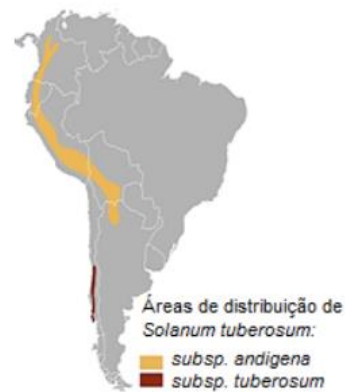 Áreas de distribuição de
Solanum tuberosum:
subsp. andigena
subsp. tuberosum